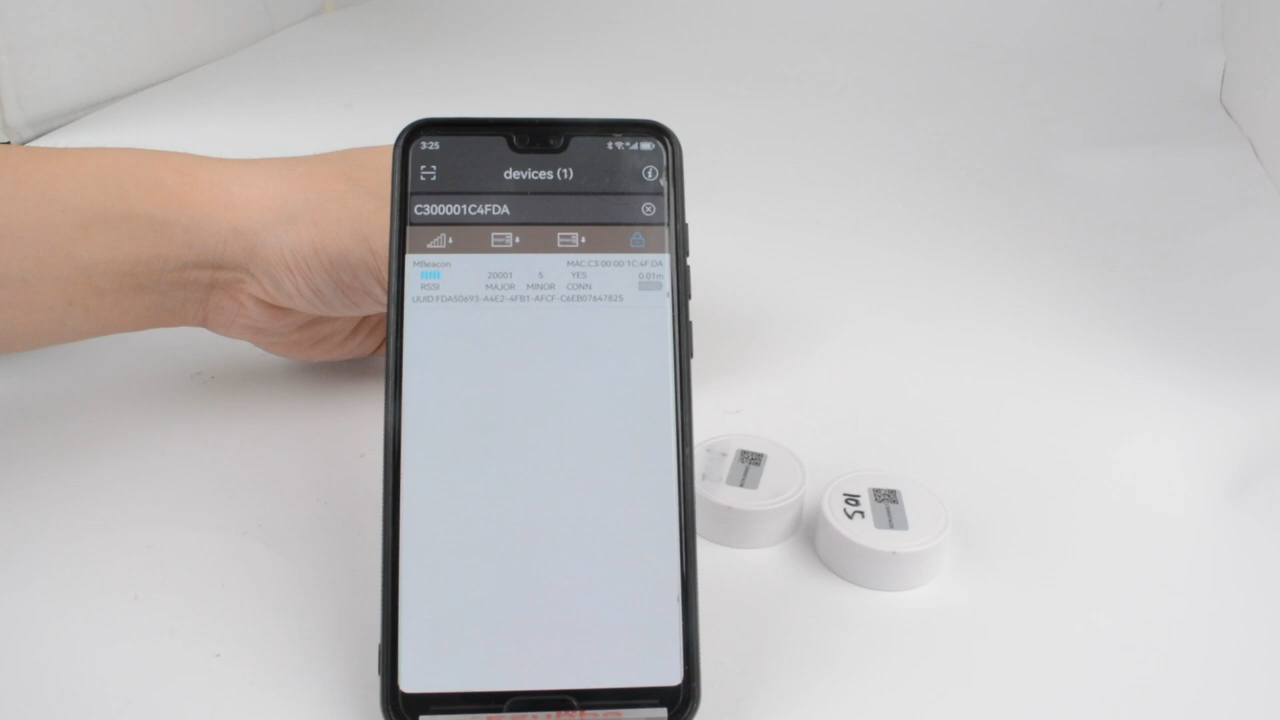 3:25
devices (1)
C300001C4FDA
MBeacon MAC:C3:00:00:1C:4F:DA
20001 5 YES 0.01m
RSSI MAJOR MINOR CONN
UUID:FDA50693-A4E2-4FB1-AFCF-C6EB07647825